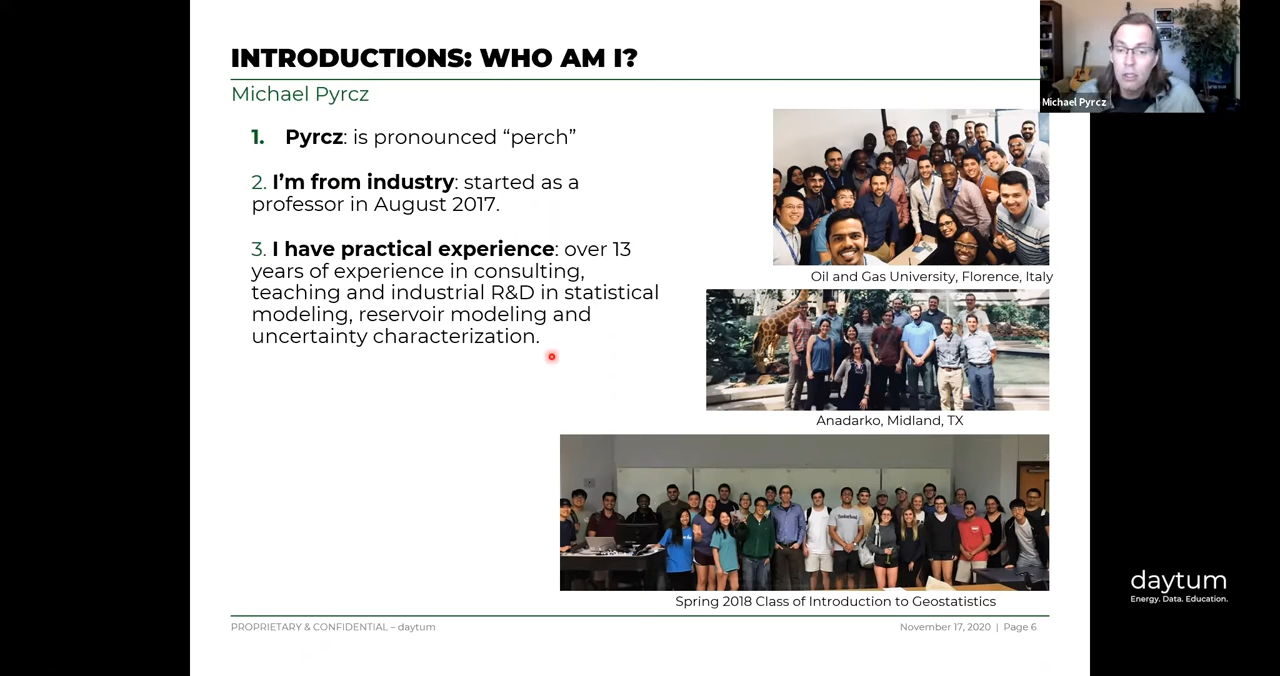 INTRODUCTIONS: WHO AM I?
Michael Pyrcz
Michael Pyrcz
1. Pyrcz: is pronounced “perch”
2. I’m from industry: started as a
professor in August 2017.
3. I have practical experience: over 13
years of experience in consulting,
teaching and industrial R&D in statistical
modeling, reservoir modeling and
uncertainty characterization.
Oil and Gas University, Florence, Italy
Anadarko, Midland, TX
Spring 2018 Class of Introduction to Geostatistics
daytum
Energy. Data. Education.
PROPRIETARY & CONFIDENTIAL – daytum
November 17, 2020 | Page 6